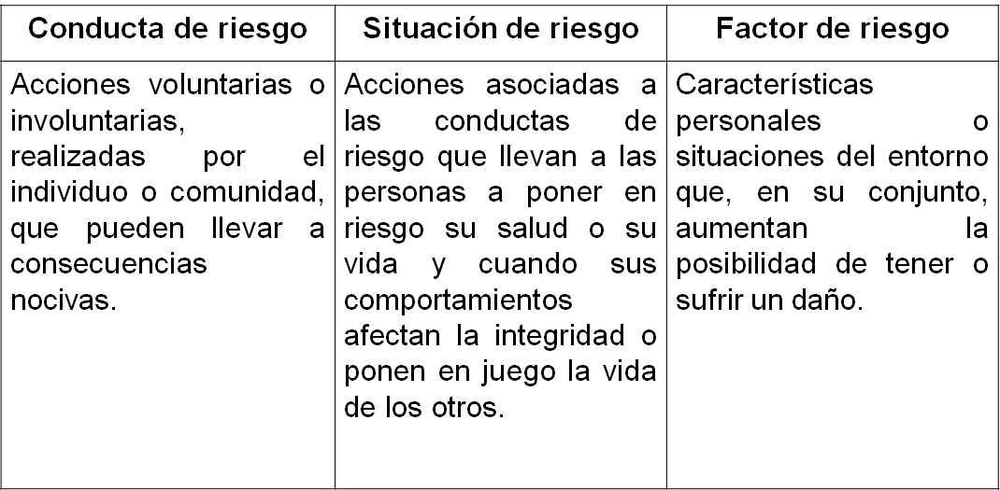 Conducta de riesgo
Situación de riesgo
Factor de riesgo
Acciones voluntarias o
involuntarias,
realizadas por el
individuo o comunidad,
que pueden llevar a
consecuencias
nocivas.
Acciones asociadas a
las conductas de
riesgo que llevan a las
personas a poner en
riesgo su salud o su
vida y cuando sus
comportamientos
afectan la integridad o
ponen en juego la vida
de los otros.
Características
personales o
situaciones del entorno
que, en su conjunto,
aumentan la
posibilidad de tener o
sufrir un daño.